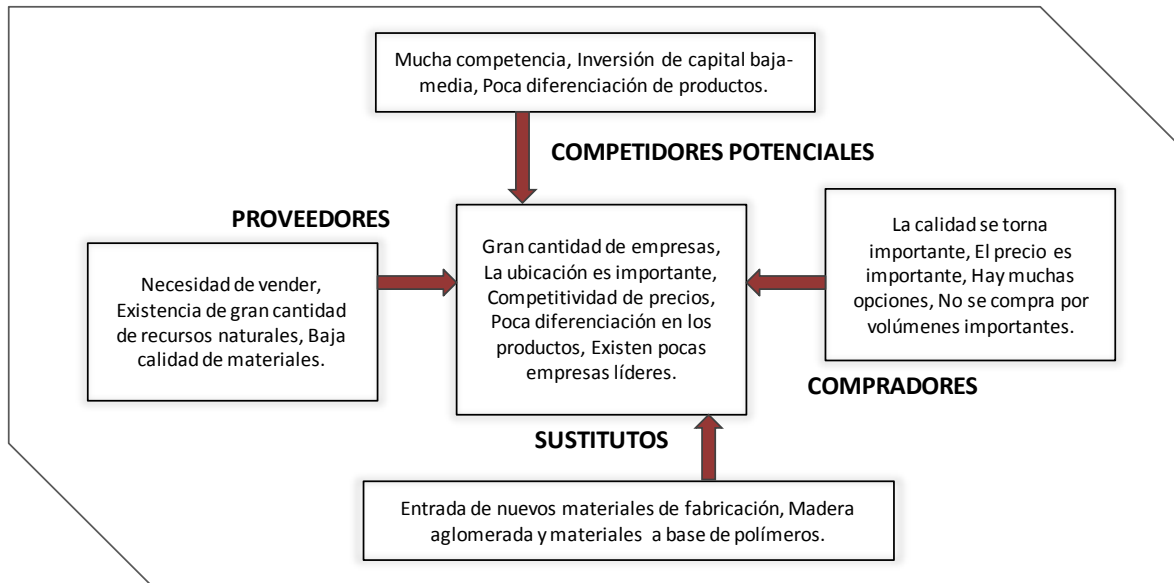 Mucha competencia, Inversión de capital baja-
media, Poca diferenciación de productos.
COMPETIDORES POTENCIALES
PROVEEDORES
Necesidad de vender,
Existencia de gran cantidad
de recursos naturales, Baja
calidad de materiales.
Gran cantidad de empresas,
La ubicación es importante,
Competitividad de precios,
Poca diferenciación en los
productos, Existen pocas
empresas líderes.
La calidad se torna
importante, El precio es
importante, Hay muchas
opciones, No se compra por
volúmenes importantes.
COMPRADORES
SUSTITUTOS
Entrada de nuevos materiales de fabricación, Madera
aglomerada y materiales a base de polímeros.